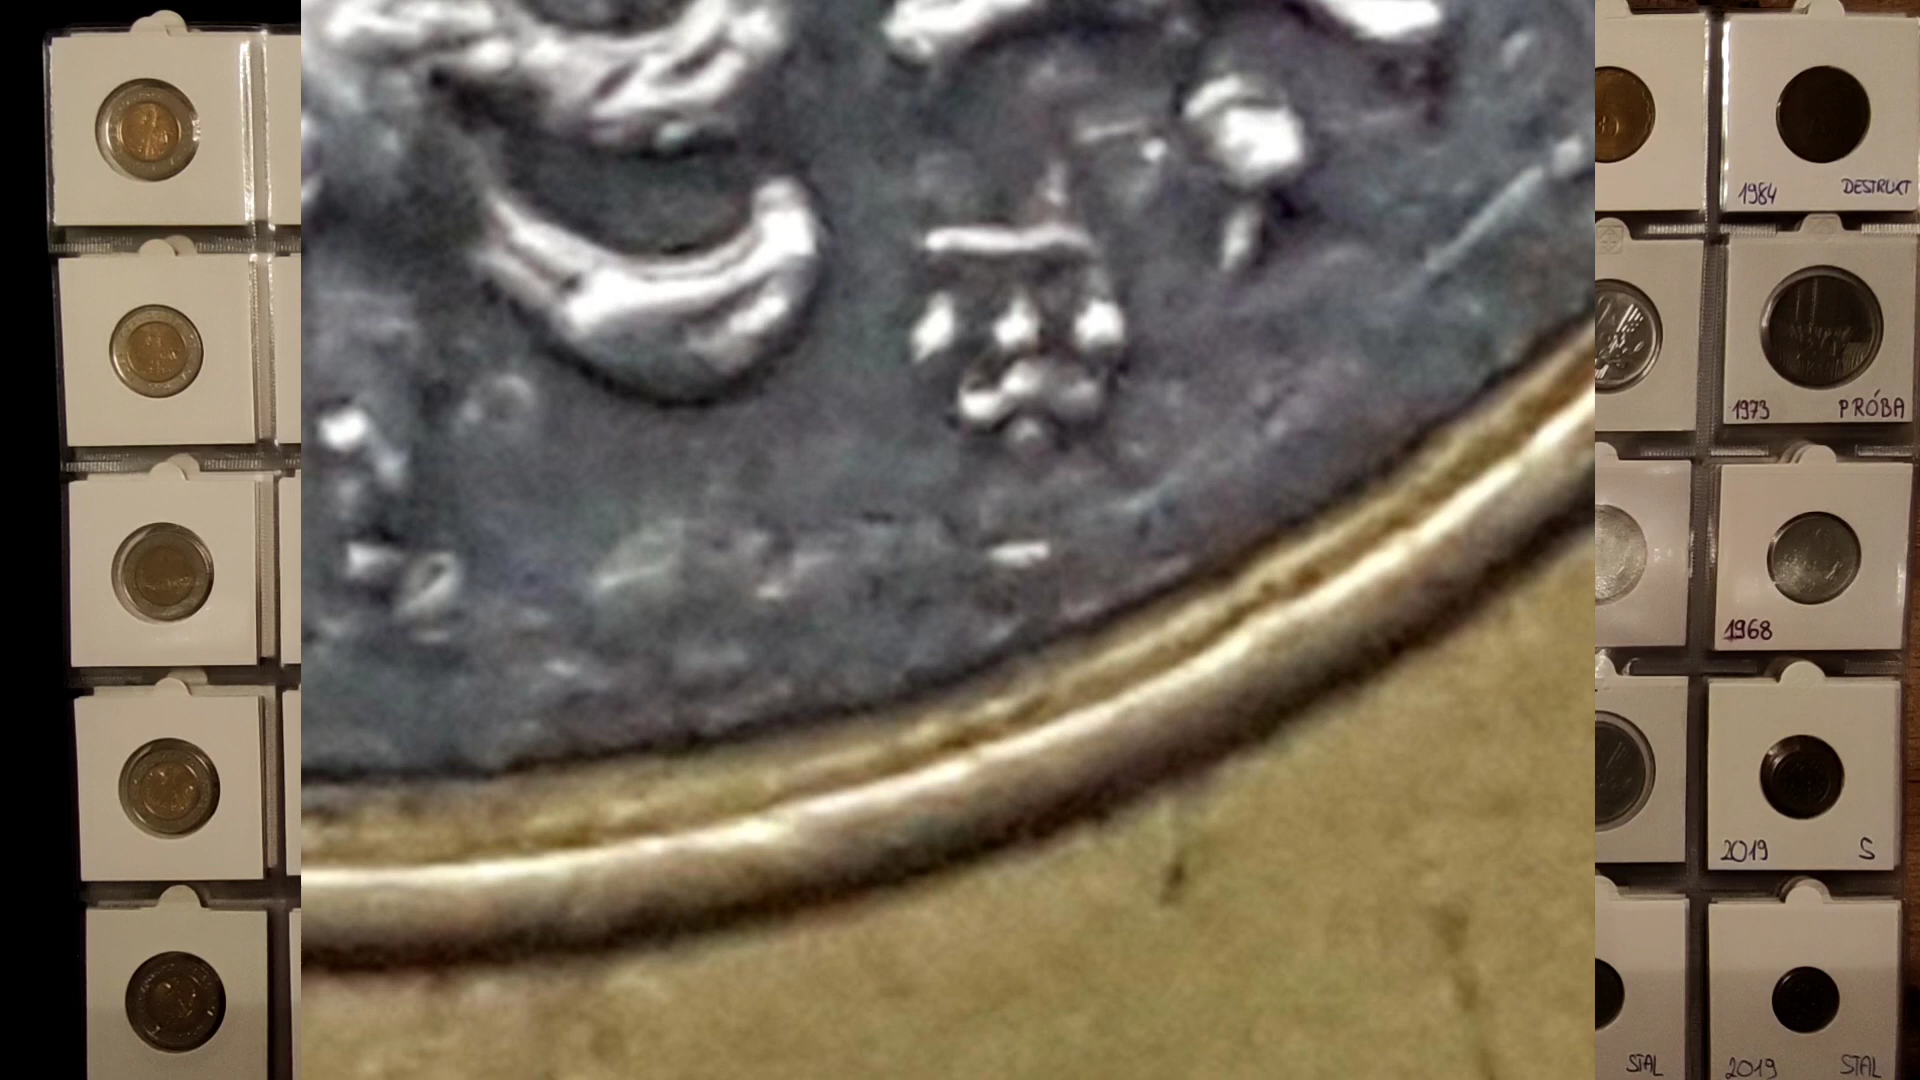 1984 DESTRUKT
1973 PRÓBA
1968
2019 S
STAL
2019 STAL